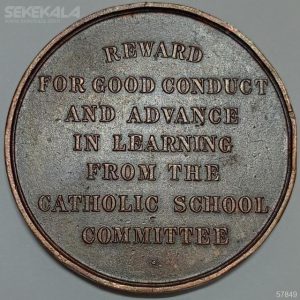 SEKEKALA
REWARD
FOR GOOD CONDUCT
AND ADVANCE
IN LEARNING
FROM THE
CATHOLIC SCHOOL
COMMITTEE
57849